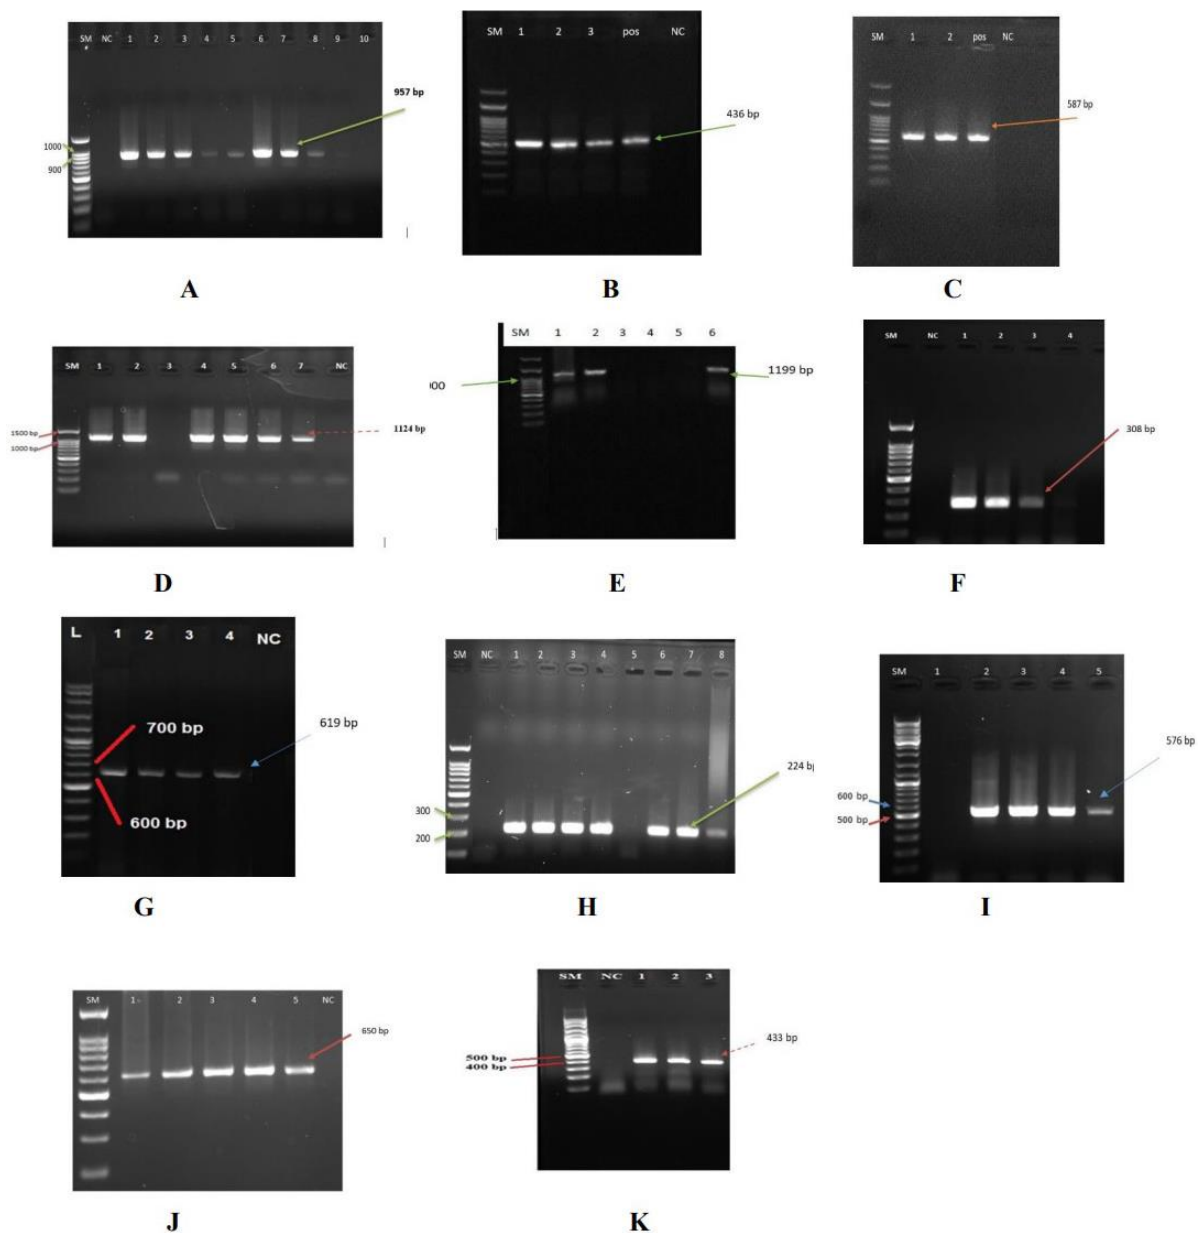 SM NC 1 2 3 4 5 6 7 8 9 10
957 bp
1000
900
A
SM 1 2 3 pos NC
436 bp
B
SM 1 2 pos NC
587 bp
C
SM 1 2 3 4 5 6 7 NC
1500 bp
1000 bp
1124 bp
D
SM 1 2 3 4 5 6
00
1199 bp
E
SM NC 1 2 3 4
308 bp
F
L 1 2 3 4 NC
700 bp
619 bp
600 bp
G
SM NC 1 2 3 4 5 6 7 8
224
300
200
H
SM 1 2 3 4 5
576 bp
600 bp
500 bp
I
SM 1 2 3 4 5 NC
650 bp
J
SM NC 1 2 3
500 bp
400 bp
433 bp
K